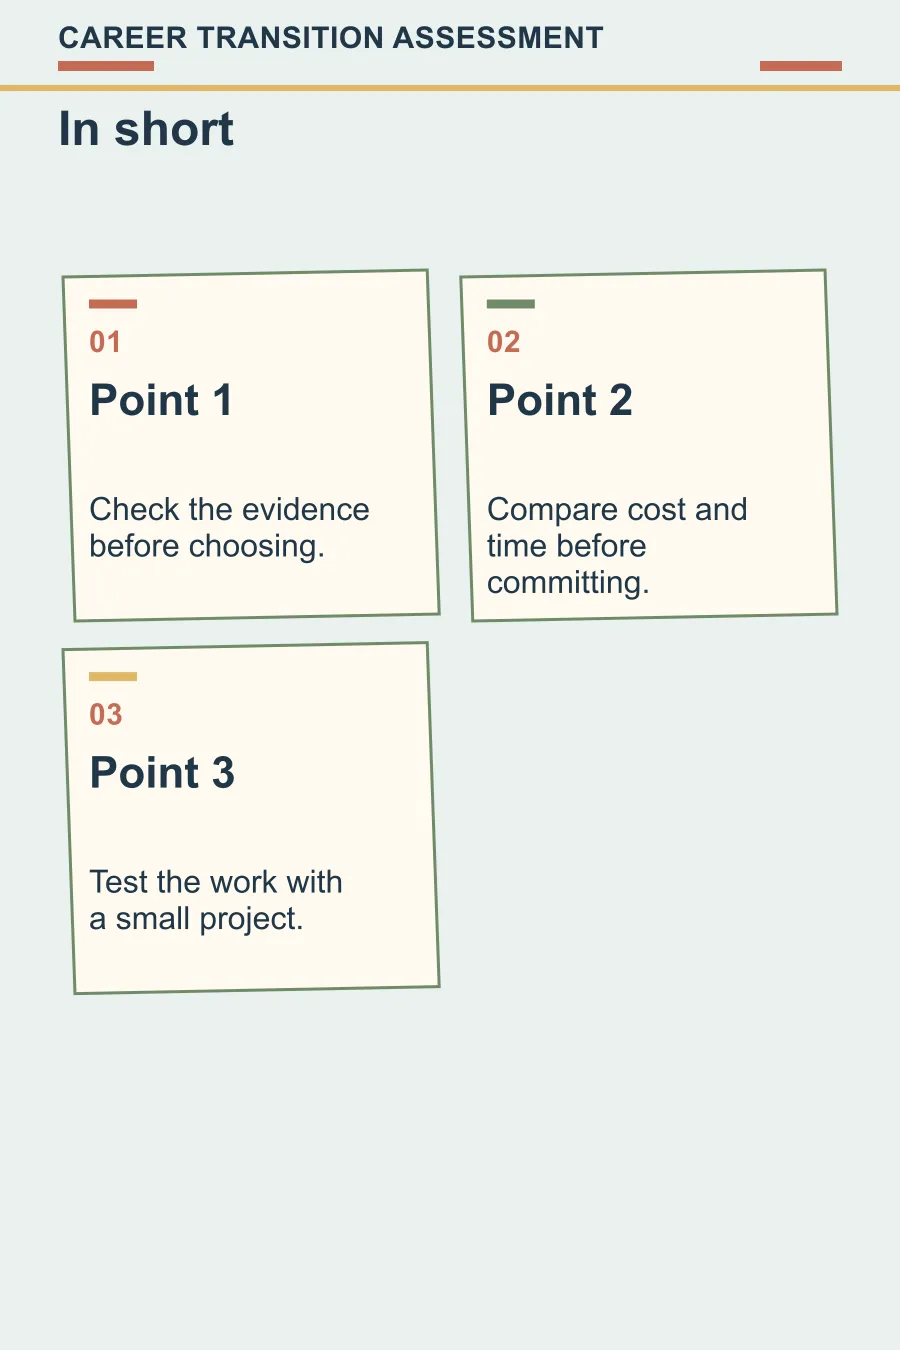 CAREER TRANSITION ASSESSMENT
In short
01
Point 1
Check the evidence
before choosing.
02
Point 2
Compare cost and
time before
committing.
03
Point 3
Test the work with
a small project.